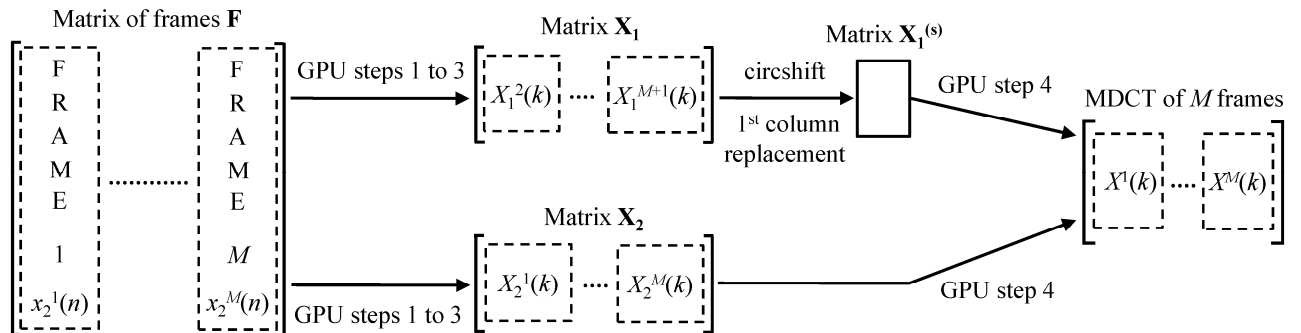 Matrix of frames F
F
R
A
M
E
1
x₂¹(n)
...............
F
R
A
M
E
M
x₂ᴹ(n)
GPU steps 1 to 3
GPU steps 1 to 3
Matrix X₁
X₁²(k) .... X₁ᴹ⁺¹(k)
circshift
1ˢᵗ column
replacement
Matrix X₁⁽ˢ⁾
GPU step 4
Matrix X₂
X₂¹(k) .... X₂ᴹ(k)
GPU step 4
MDCT of M frames
X¹(k) .... Xᴹ(k)